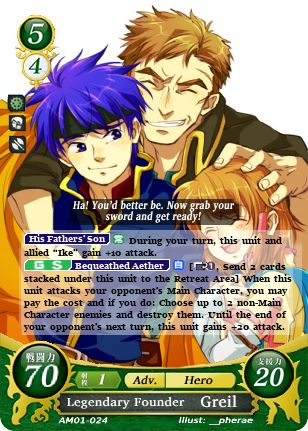 5
4
Ha! You'd better be. Now grab your
sword and get ready!
His Fathers' Son 常 During your turn, this unit and
allied "Ike" gain +10 attack.
G S Bequeathed Aether 自 [, Send 2 cards
stacked under this unit to the Retreat Area] When this
unit attacks your opponent's Main Character, you may
pay the cost and if you do: Choose up to 2 non-Main
Character enemies and destroy them. Until the end of
your opponent's next turn, this unit gains +20 attack.
戦闘力
70
射程 1
Adv.
Hero
支援力
20
Legendary Founder Greil
AM01-024
Illust: __pherae